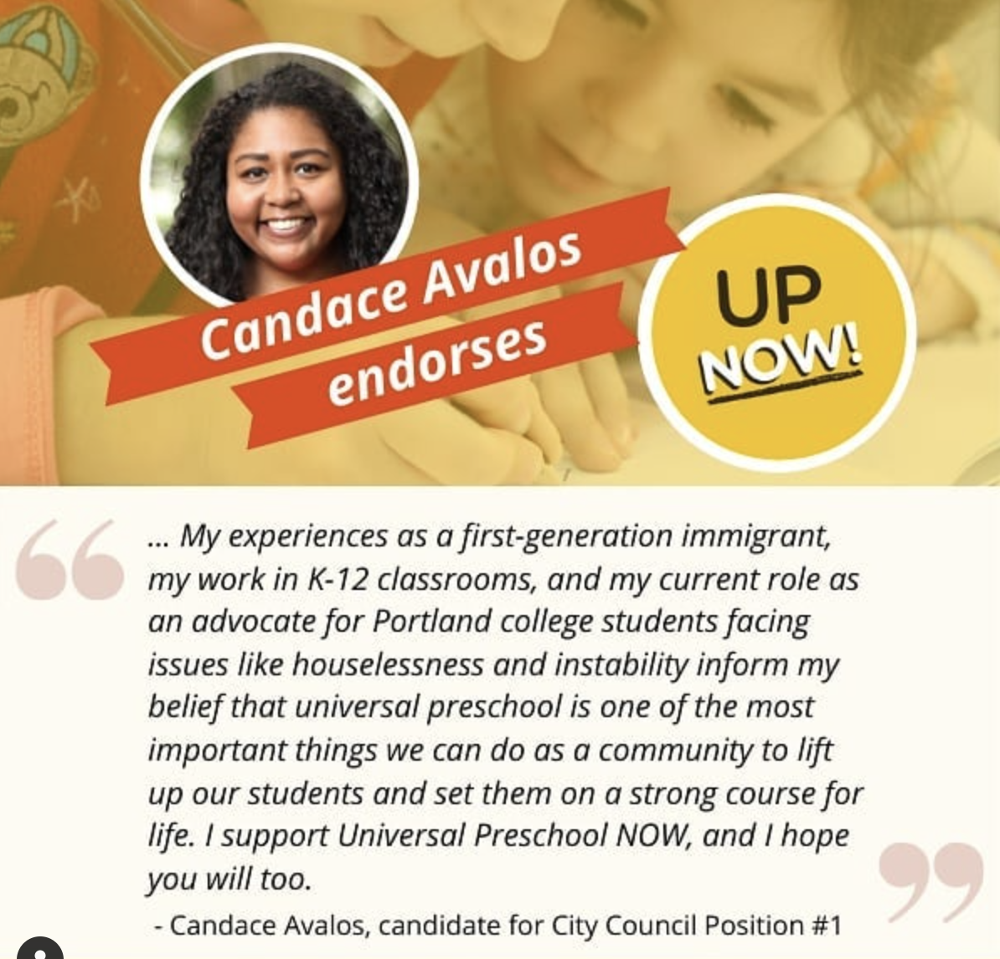 Candace Avalos
endorses
UP
NOW!
... My experiences as a first-generation immigrant,
my work in K-12 classrooms, and my current role as
an advocate for Portland college students facing
issues like houselessness and instability inform my
belief that universal preschool is one of the most
important things we can do as a community to lift
up our students and set them on a strong course for
life. I support Universal Preschool NOW, and I hope
you will too.
- Candace Avalos, candidate for City Council Position #1